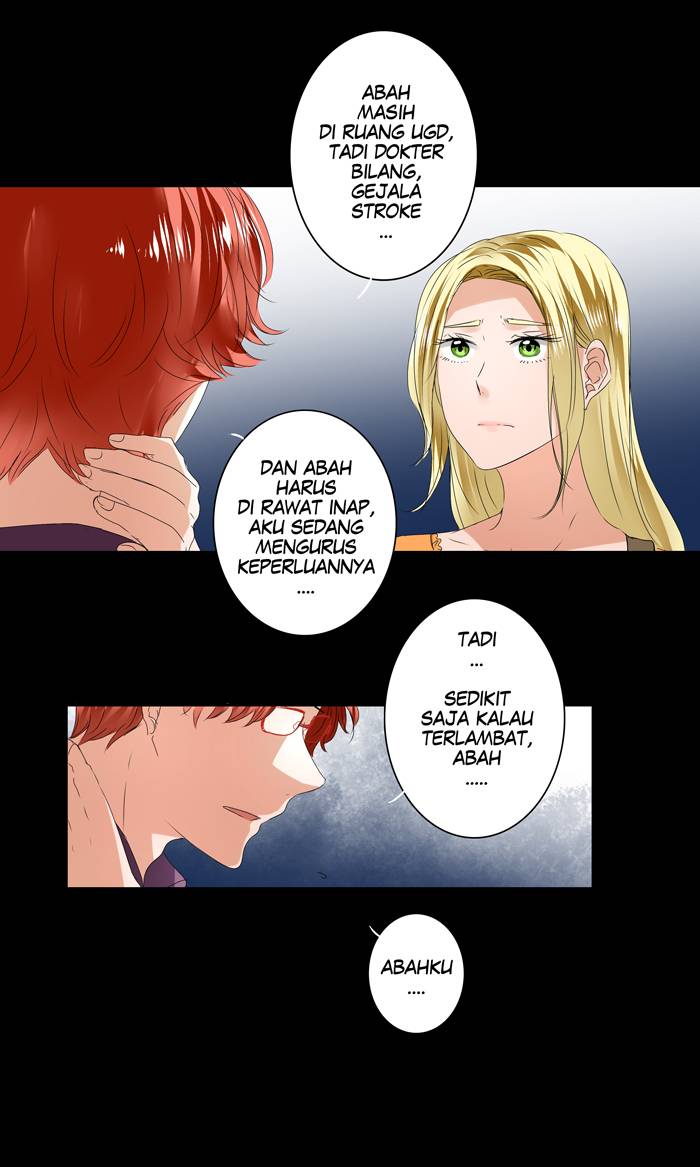 ABAH
MASIH
DI RUANG UGD,
TADI DOKTER
BILANG,
GEJALA
STROKE
...
DAN ABAH
HARUS
DI RAWAT INAP,
AKU SEDANG
MENGURUS
KEPERLUANNYA
....
TADI
...
SEDIKIT
SAJA KALAU
TERLAMBAT,
ABAH
.....
ABAHKU
....